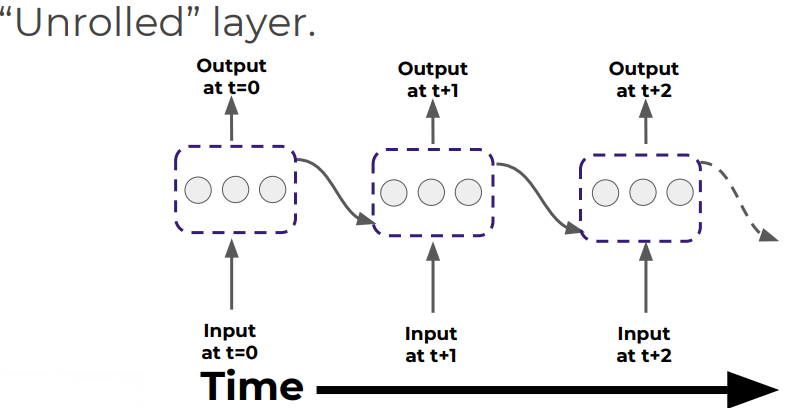 “Unrolled” layer.
Output
at t=0
Output
at t+1
Output
at t+2
Input
at t=0
Input
at t+1
Input
at t+2
Time